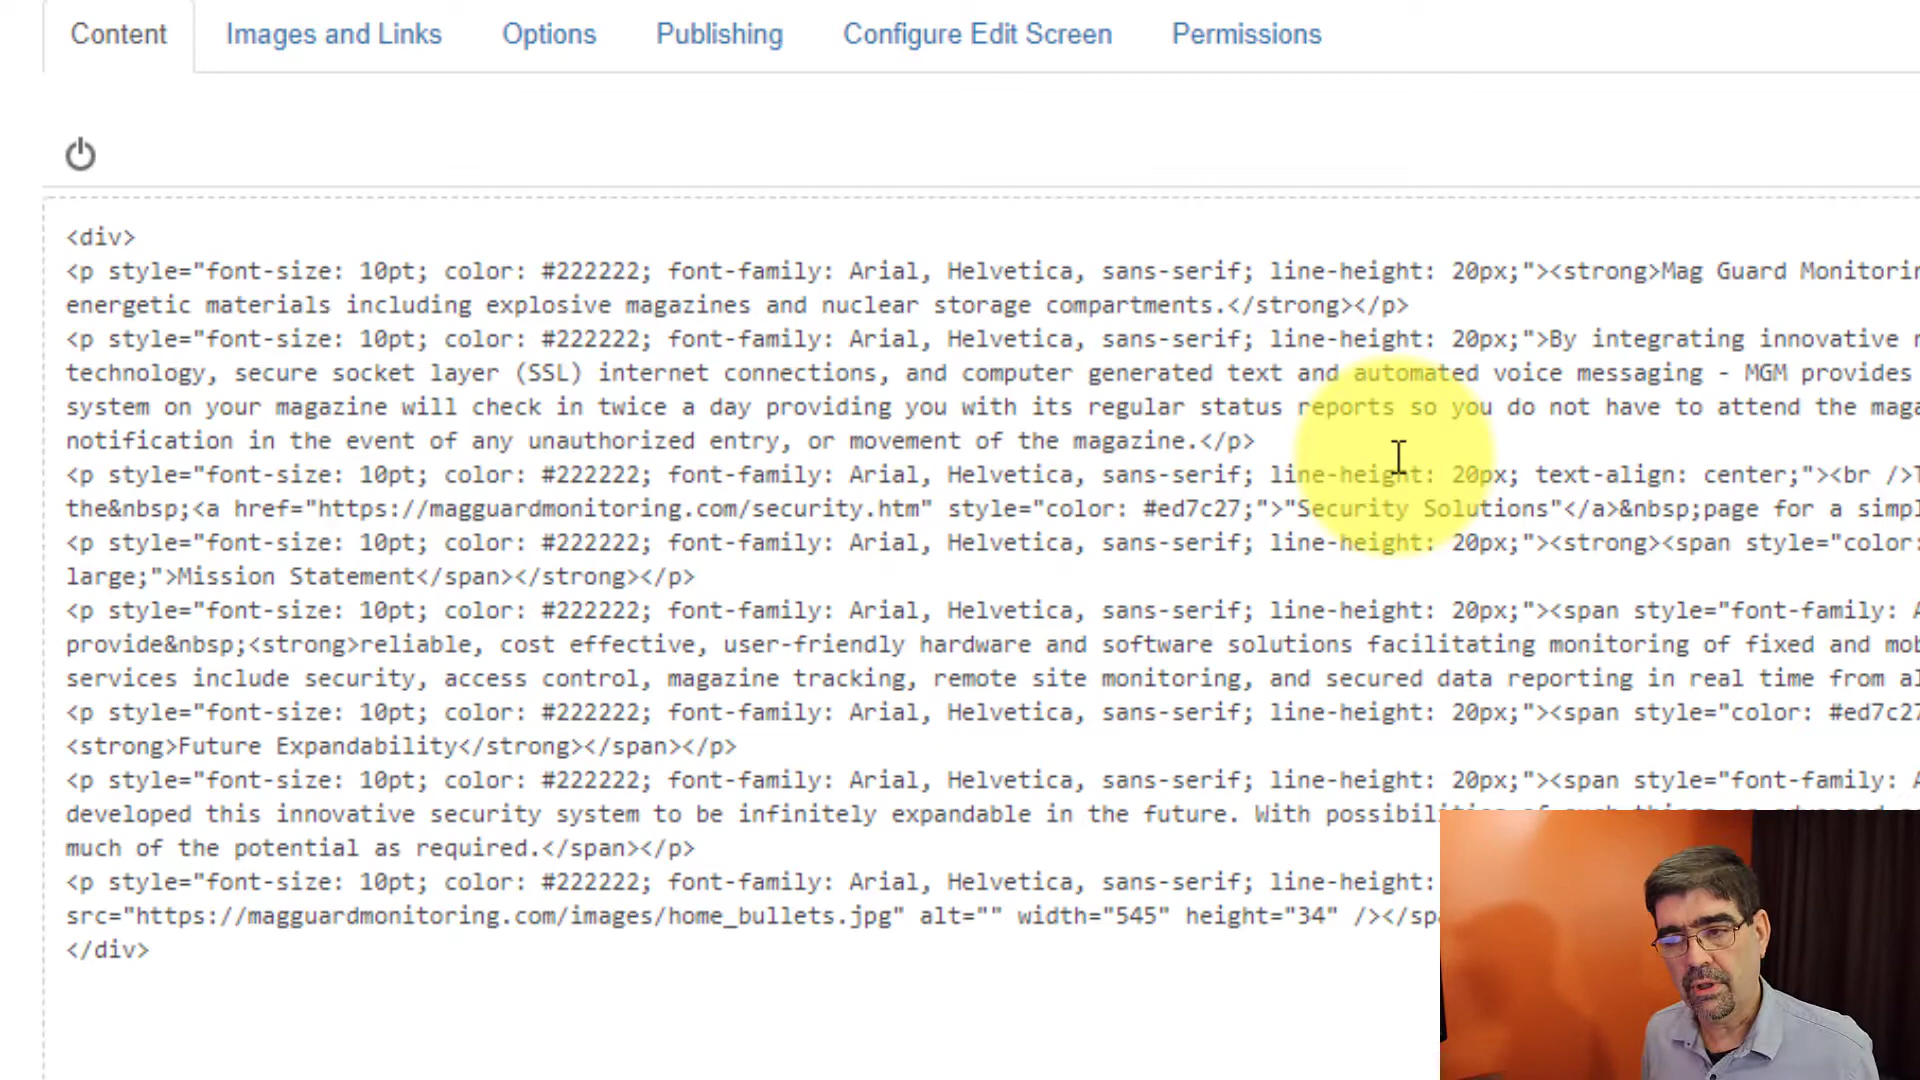 Content Images and Links Options Publishing Configure Edit Screen Permissions
<div>
<p style="font-size: 10pt; color: #222222; font-family: Arial, Helvetica, sans-serif; line-height: 20px;"><strong>Mag Guard
energetic materials including explosive magazines and nuclear storage compartments.</strong></p>
<p style="font-size: 10pt; color: #222222; font-family: Arial, Helvetica, sans-serif; line-height: 20px;">By integrating innovative
technology, secure socket layer (SSL) internet connections, and computer generated text and automated voice messaging - MGM provides
system on your magazine will check in twice a day providing you with its regular status reports so you do not have to attend the
notification in the event of any unauthorized entry, or movement of the magazine.</p>
<p style="font-size: 10pt; color: #222222; font-family: Arial, Helvetica, sans-serif; line-height: 20px; text-align: center;"><br />
the&nbsp;<a href="https://magguardmonitoring.com/security.htm" style="color: #ed7c27;">"Security Solutions"</a>&nbsp;page for a
<p style="font-size: 10pt; color: #222222; font-family: Arial, Helvetica, sans-serif; line-height: 20px;"><strong><span style="color:
large;">Mission Statement</span></strong></p>
<p style="font-size: 10pt; color: #222222; font-family: Arial, Helvetica, sans-serif; line-height: 20px;"><span style="font-family:
provide&nbsp;<strong>reliable, cost effective, user-friendly hardware and software solutions facilitating monitoring of fixed and
services include security, access control, magazine tracking, remote site monitoring, and secured data reporting in real time from
<p style="font-size: 10pt; color: #222222; font-family: Arial, Helvetica, sans-serif; line-height: 20px;"><span style="color: #ed7c27
<strong>Future Expandability</strong></span></p>
<p style="font-size: 10pt; color: #222222; font-family: Arial, Helvetica, sans-serif; line-height: 20px;"><span style="font-family:
developed this innovative security system to be infinitely expandable in the future. With
much of the potential as required.</span></p>
<p style="font-size: 10pt; color: #222222; font-family: Arial, Helvetica, sans-serif; line-height:
src="https://magguardmonitoring.com/images/home_bullets.jpg" alt="" width="545" height="34" />
</div>